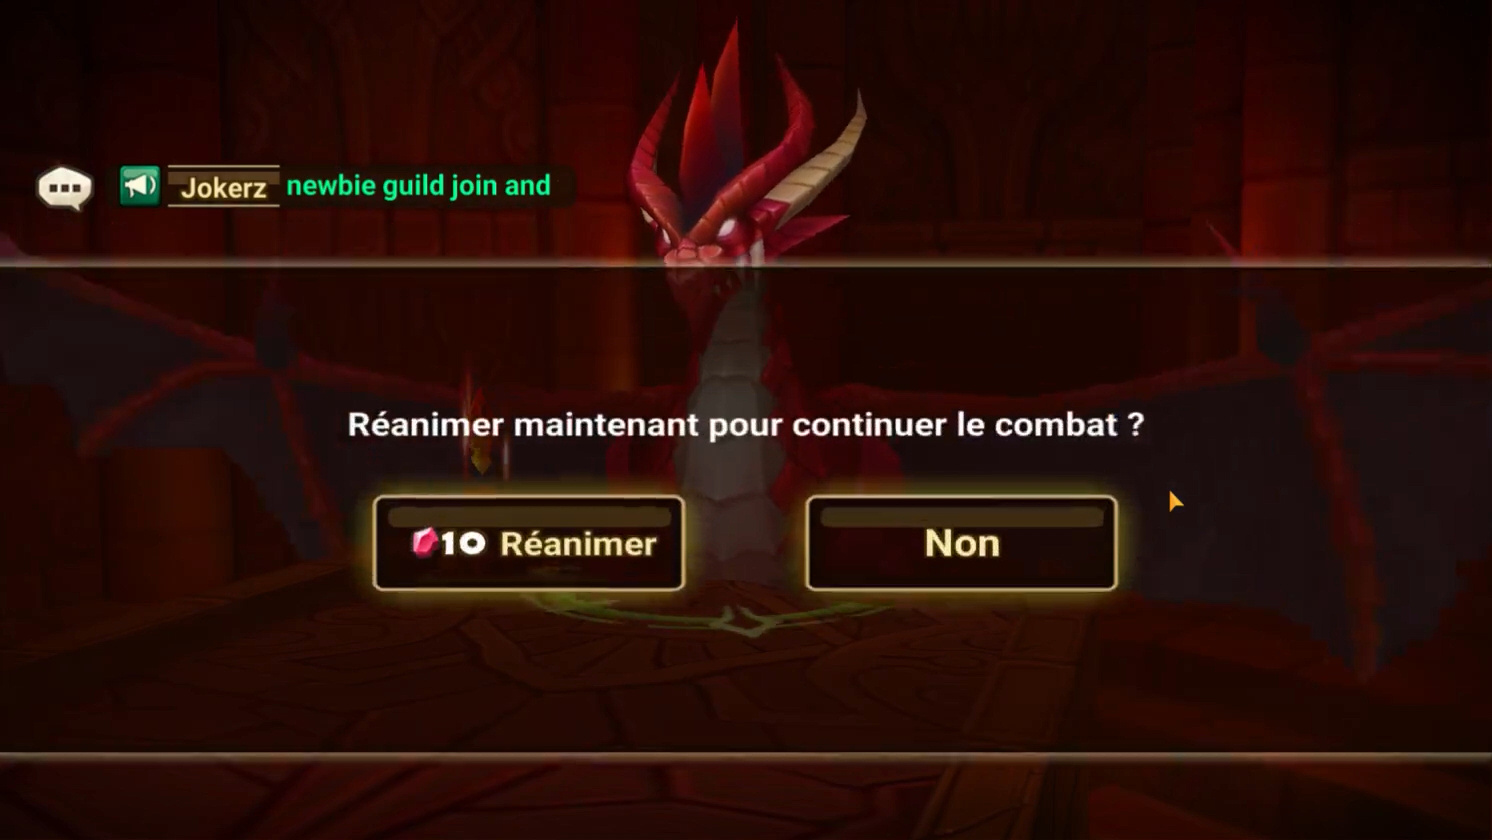 Jokerz newbie guild join and
Réanimer maintenant pour continuer le combat ?
10 Réanimer
Non